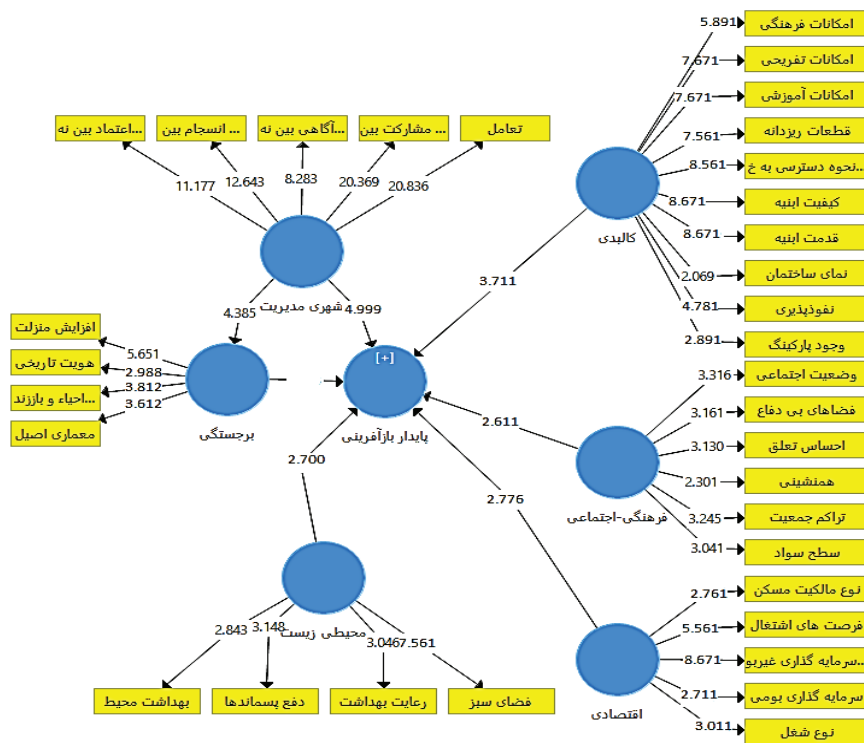 5.891
امکانات فرهنگی
7.671
امکانات تفریحی
7.671
امکانات آموزشی
7.561
قطعات ریزدانه
8.561
نحوه دسترسی به خ...
8.671
کیفیت ابنیه
8.671
قدمت ابنیه
2.069
نمای ساختمان
4.781
نفوذپذیری
2.891
وجود پارکینگ
کالبدی
3.711
تعامل
مشارکت بین ...
آگاهی بین نه...
انسجام بین ...
اعتماد بین نه...
20.836
20.369
8.283
12.643
11.177
شهری مدیریت
4.385
4.999
افزایش منزلت
5.651
هویت تاریخی
2.988
احیاء و باززند...
3.812
معماری اصیل
3.612
برجستگی
[+]
پایدار بازآفرینی
وضعیت اجتماعی
3.316
فضاهای بی دفاع
3.161
احساس تعلق
3.130
همنشینی
2.301
تراکم جمعیت
3.245
سطح سواد
3.041
فرهنگی-اجتماعی
2.611
2.700
2.776
نوع مالکیت مسکن
2.761
فرصت های اشتغال
5.561
سرمایه گذاری غیربو...
8.671
سرمایه گذاری بومی
2.711
نوع شغل
3.011
اقتصادی
محیطی زیست
2.843
3.148
3.046
7.561
فضای سبز
رعایت بهداشت
دفع پسماندها
بهداشت محیط